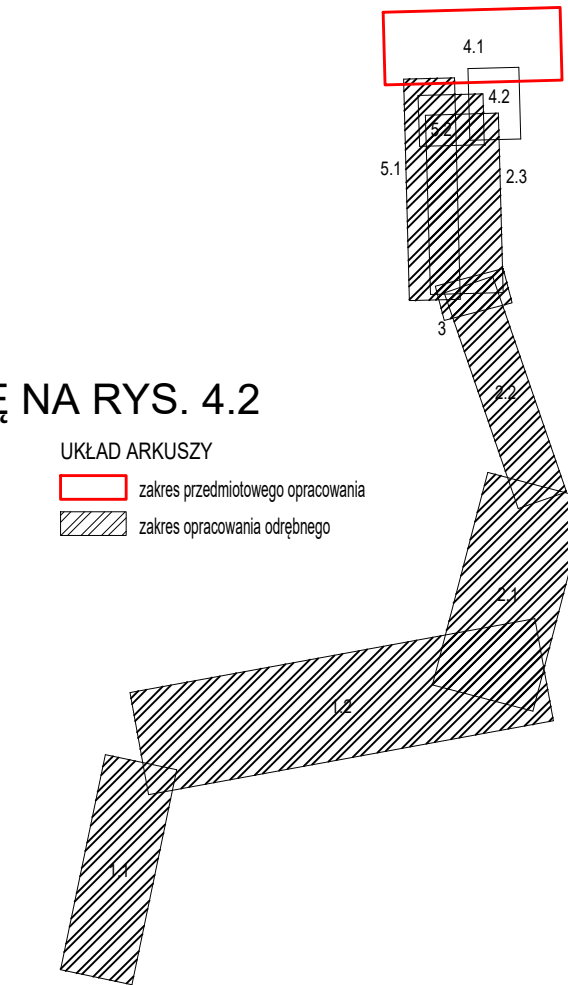 4.1
4.2
5.2
5.1
2.3
3
2.2
Ę NA RYS. 4.2
UKŁAD ARKUSZY
zakres przedmiotowego opracowania
zakres opracowania odrębnego
2.1
1.2
1.1